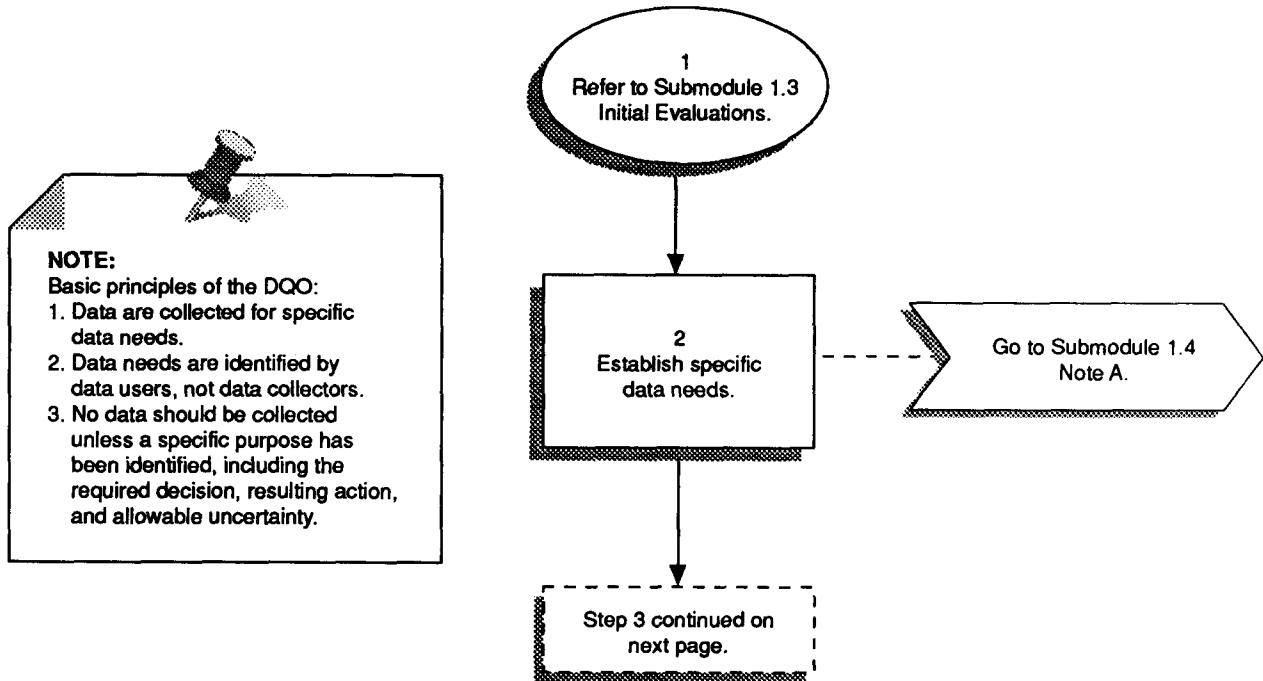 1
Refer to Submodule 1.3
Initial Evaluations.
NOTE:
Basic principles of the DQO:
1. Data are collected for specific
data needs.
2. Data needs are identified by
data users, not data collectors.
3. No data should be collected
unless a specific purpose has
been identified, including the
required decision, resulting action,
and allowable uncertainty.
2
Establish specific
data needs.
Go to Submodule 1.4
Note A.
Step 3 continued on
next page.